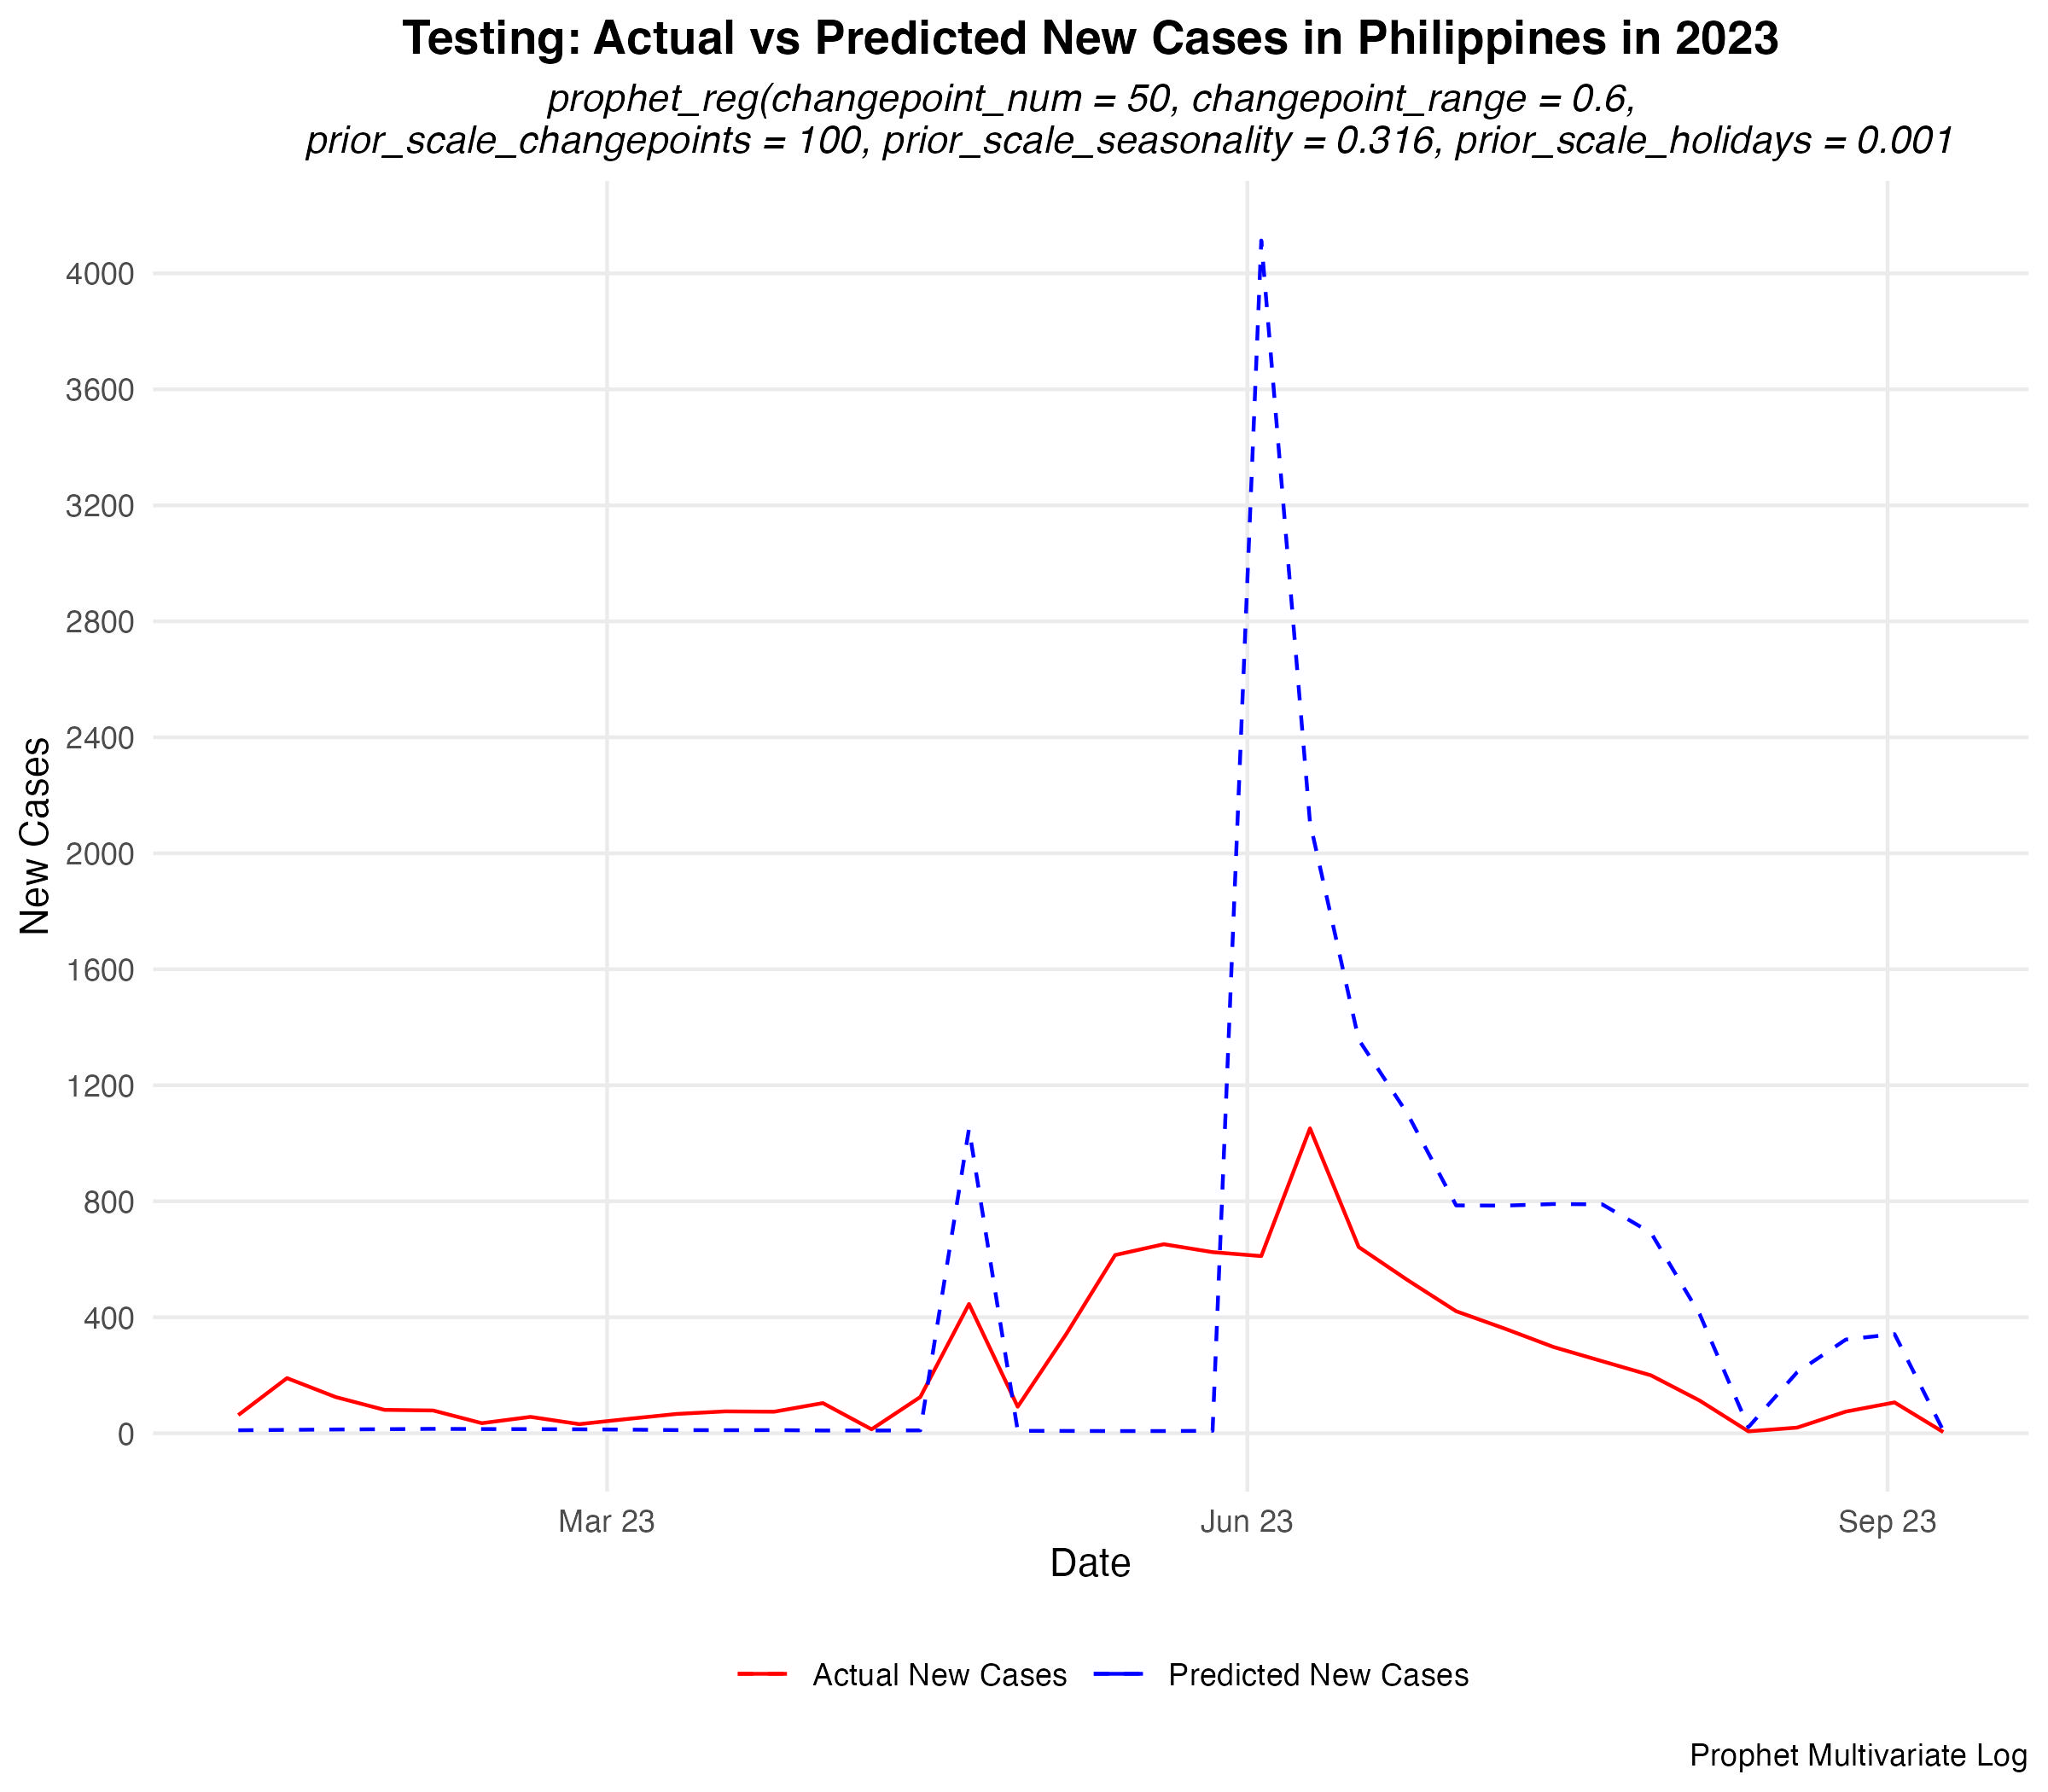 Testing: Actual vs Predicted New Cases in Philippines in 2023
prophet_reg(changepoint_num = 50, changepoint_range = 0.6,
prior_scale_changepoints = 100, prior_scale_seasonality = 0.316, prior_scale_holidays = 0.001
New Cases
4000
3600
3200
2800
2400
2000
1600
1200
800
400
0
Mar 23 Jun 23 Sep 23
Date
Actual New Cases Predicted New Cases
Prophet Multivariate Log